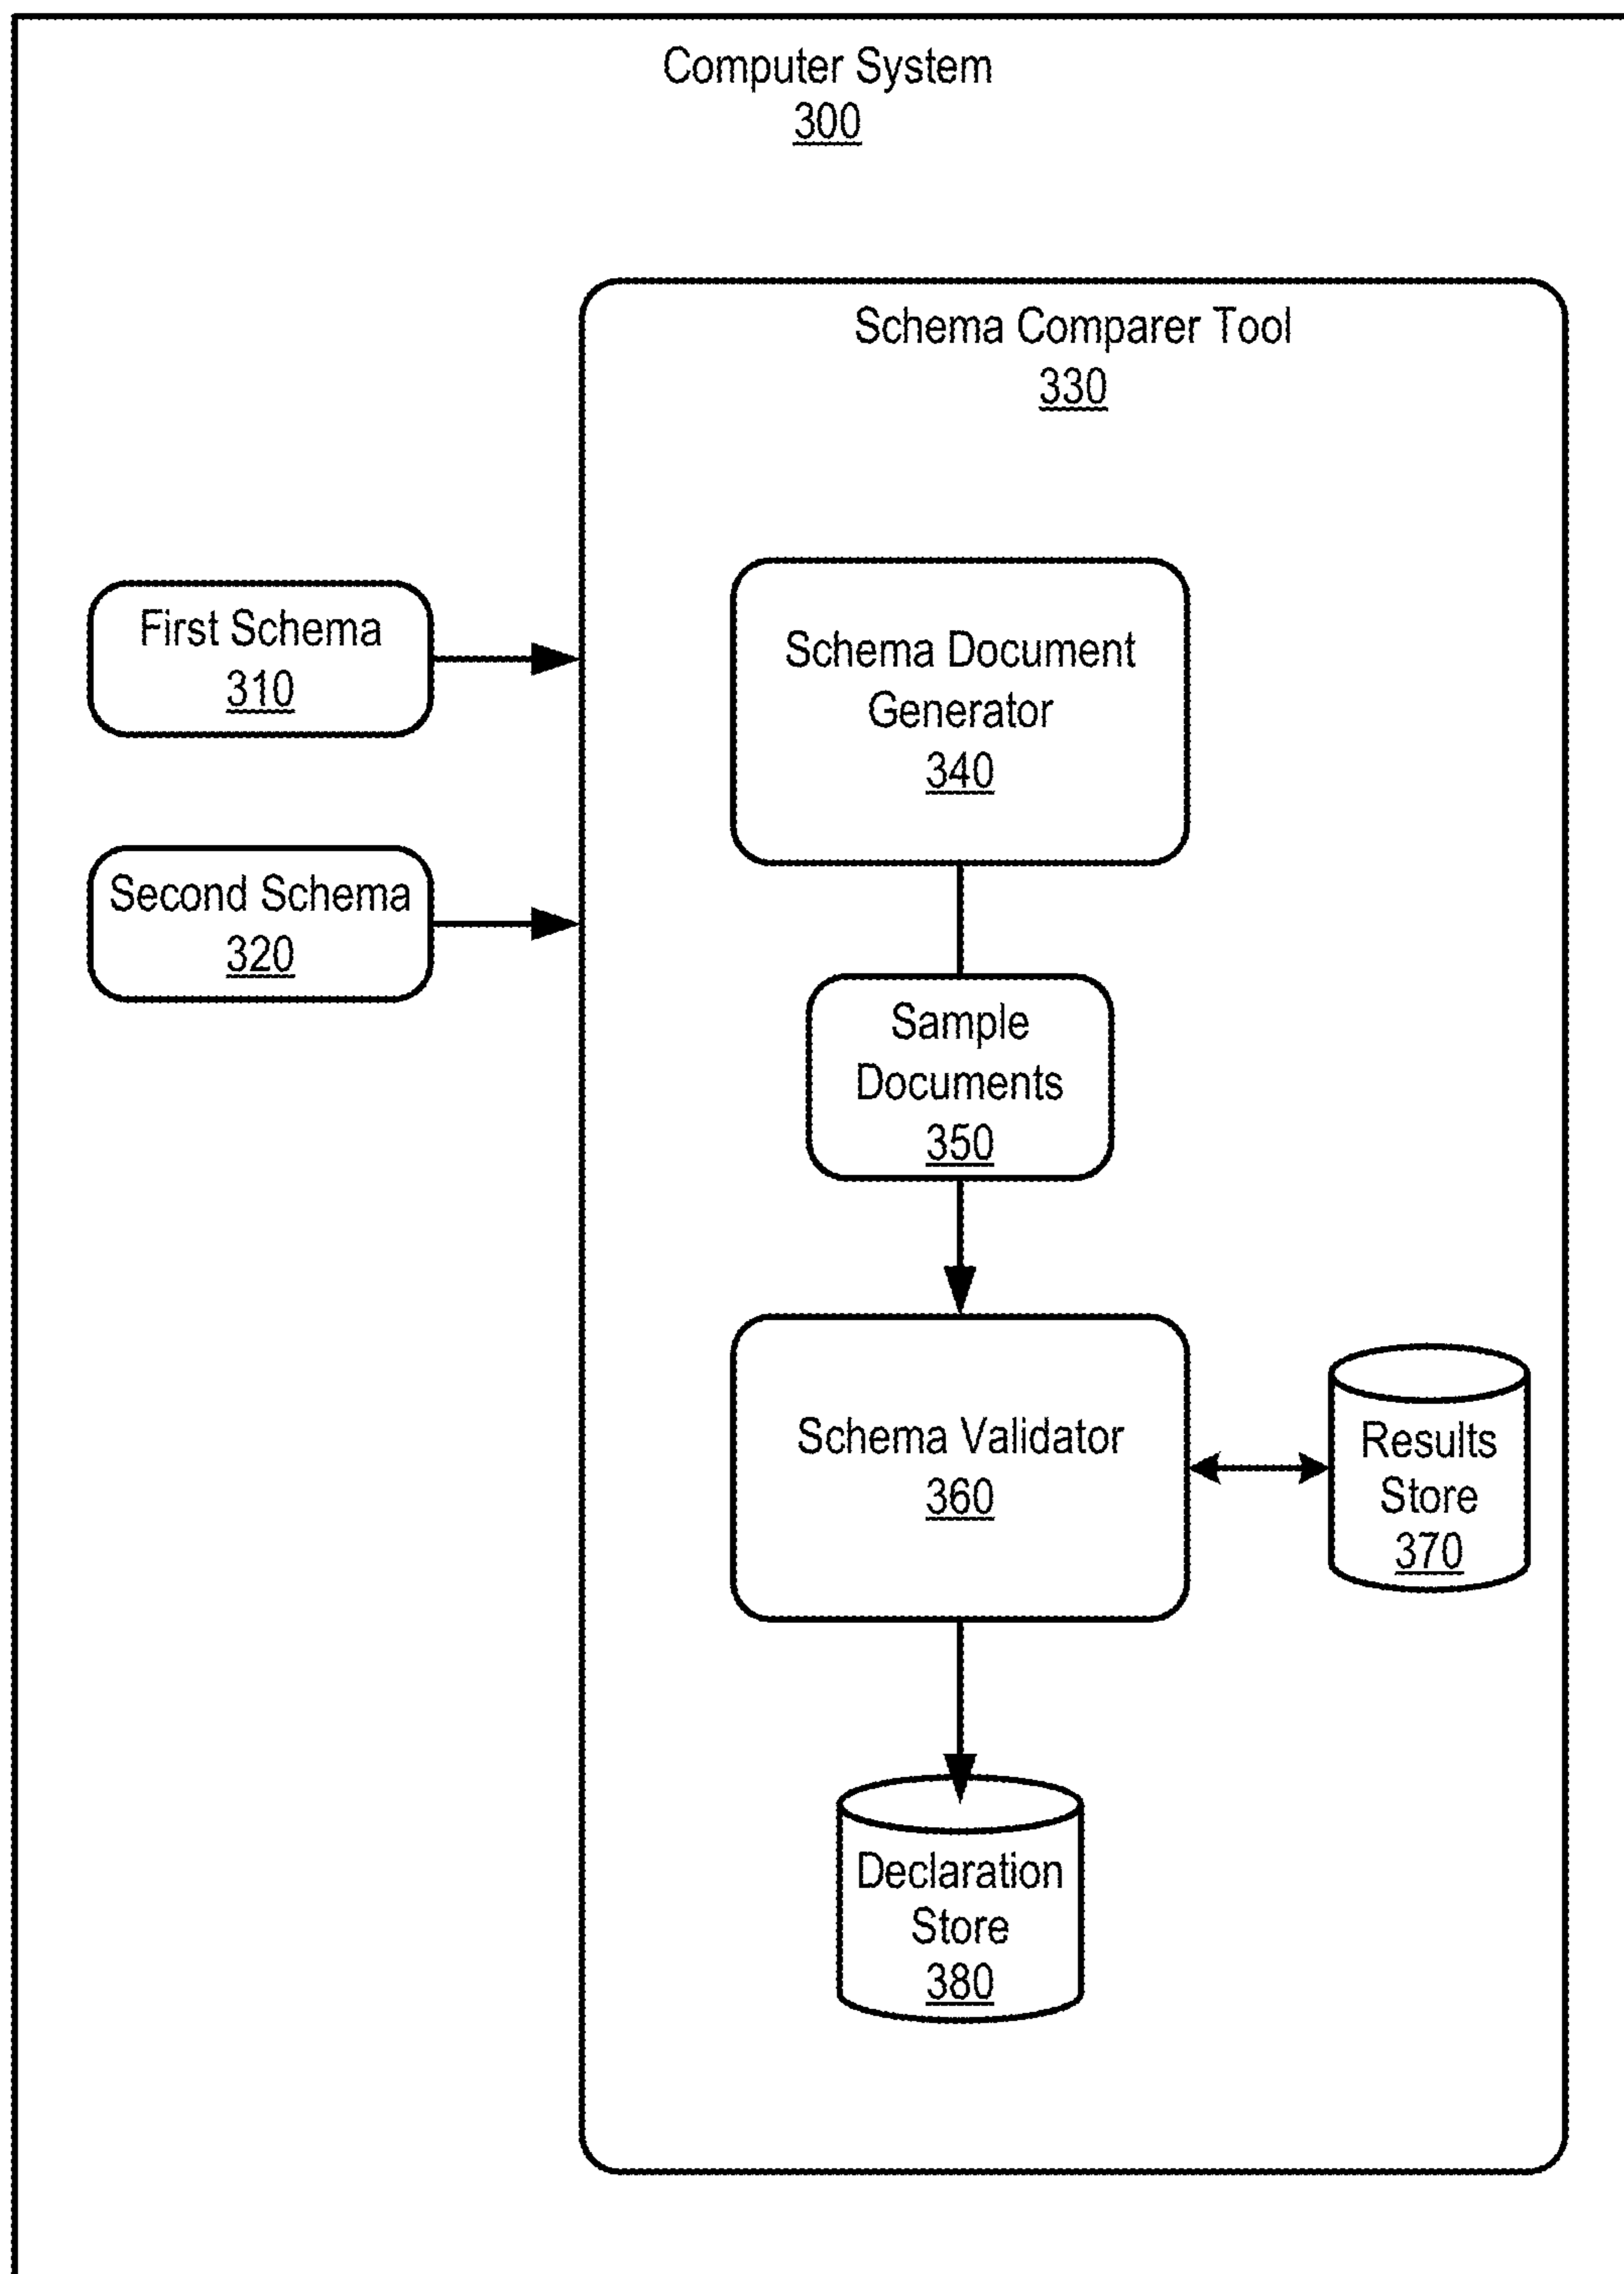 Computer System
300
Schema Comparer Tool
330
First Schema
310
Second Schema
320
Schema Document
Generator
340
Sample
Documents
350
Schema Validator
360
Results
Store
370
Declaration
Store
380